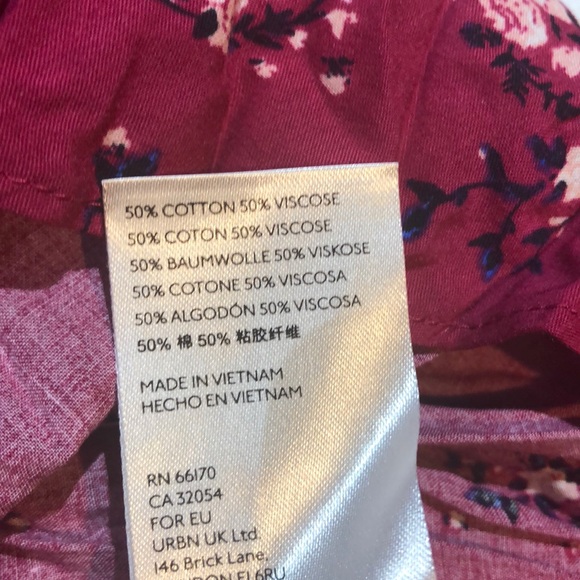 50% COTTON 50% VISCOSE
50% COTON 50% VISCOSE
50% BAUMWOLLE 50% VISKOSE
50% COTONE 50% VISCOSA
50% ALGODÓN 50% VISCOSA
50% 棉 50% 粘胶纤维
MADE IN VIETNAM
HECHO EN VIETNAM
RN 66170
CA 32054
FOR EU
URBN UK Ltd.
146 Brick Lane,
E1 6RU